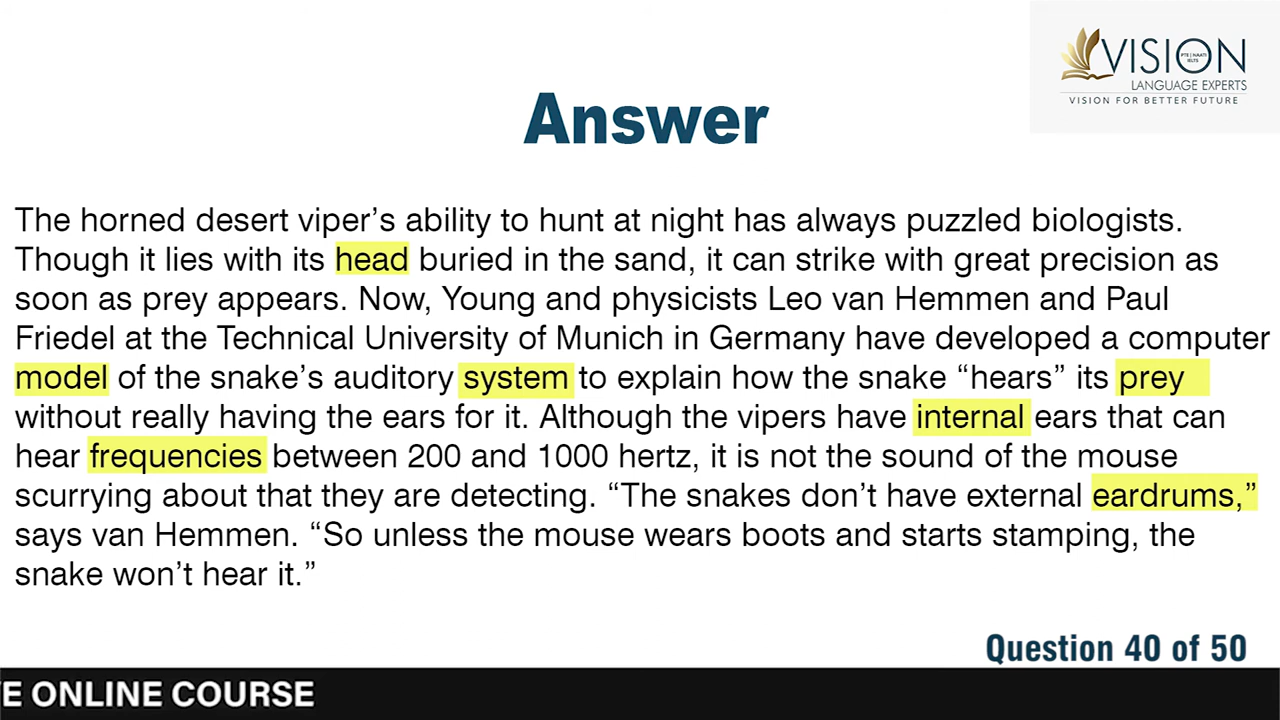 VISION
PTE | NAATI
IELTS
LANGUAGE EXPERTS
VISION FOR BETTER FUTURE
Answer
The horned desert viper’s ability to hunt at night has always puzzled biologists.
Though it lies with its head buried in the sand, it can strike with great precision as
soon as prey appears. Now, Young and physicists Leo van Hemmen and Paul
Friedel at the Technical University of Munich in Germany have developed a computer
model of the snake’s auditory system to explain how the snake “hears” its prey
without really having the ears for it. Although the vipers have internal ears that can
hear frequencies between 200 and 1000 hertz, it is not the sound of the mouse
scurrying about that they are detecting. “The snakes don’t have external eardrums,”
says van Hemmen. “So unless the mouse wears boots and starts stamping, the
snake won’t hear it.”
Question 40 of 50
E ONLINE COURSE